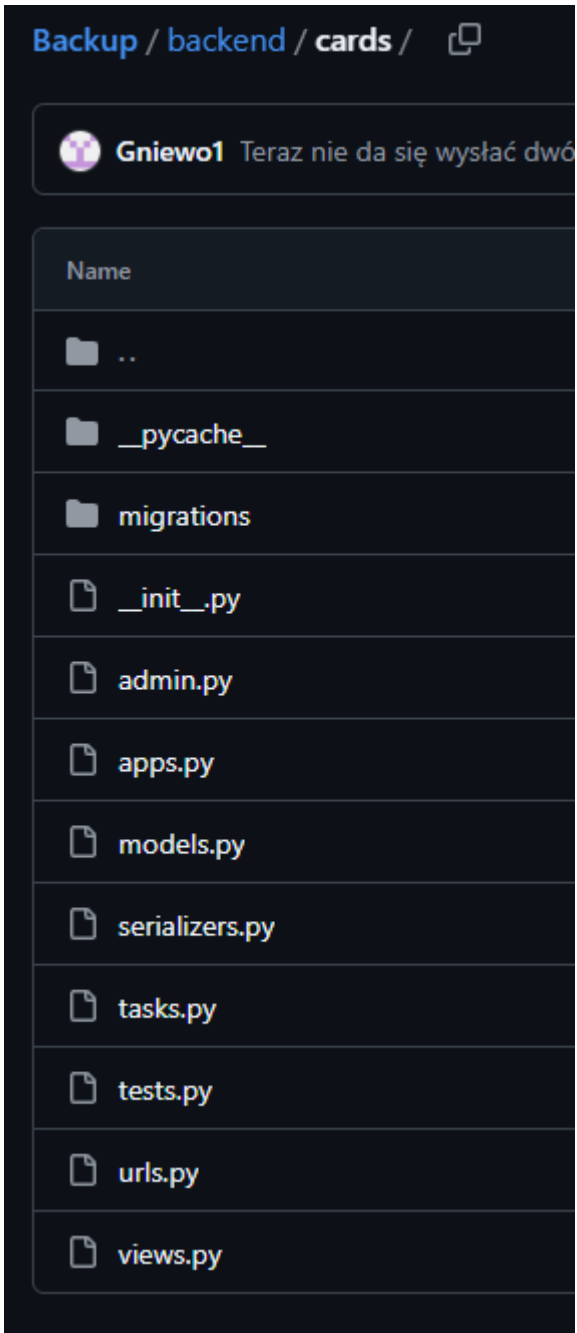 Backup / backend / cards /
Gniewo1 Teraz nie da się wysłać dwó
Name
..
__pycache__
migrations
__init__.py
admin.py
apps.py
models.py
serializers.py
tasks.py
tests.py
urls.py
views.py